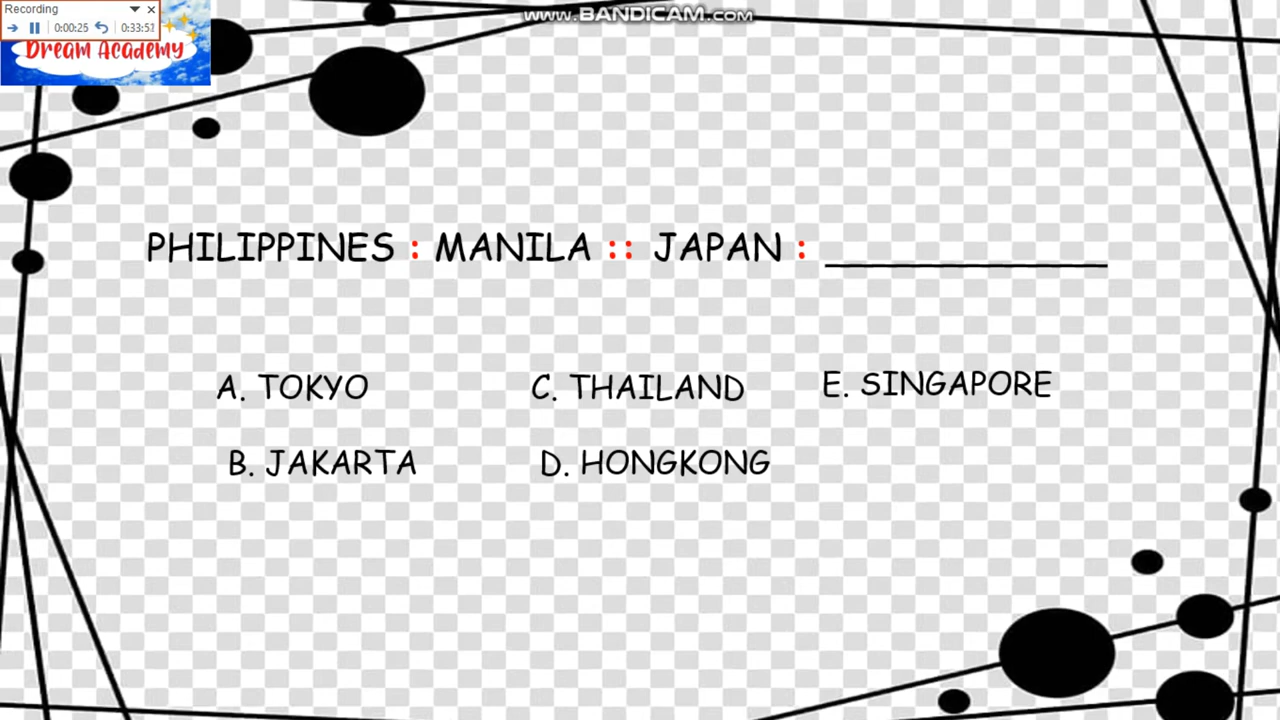 Recording
0:00:25
0:33:51
www.BANDICAM.com
Dream Academy
PHILIPPINES : MANILA :: JAPAN : ______________
A. TOKYO
C. THAILAND
E. SINGAPORE
B. JAKARTA
D. HONGKONG